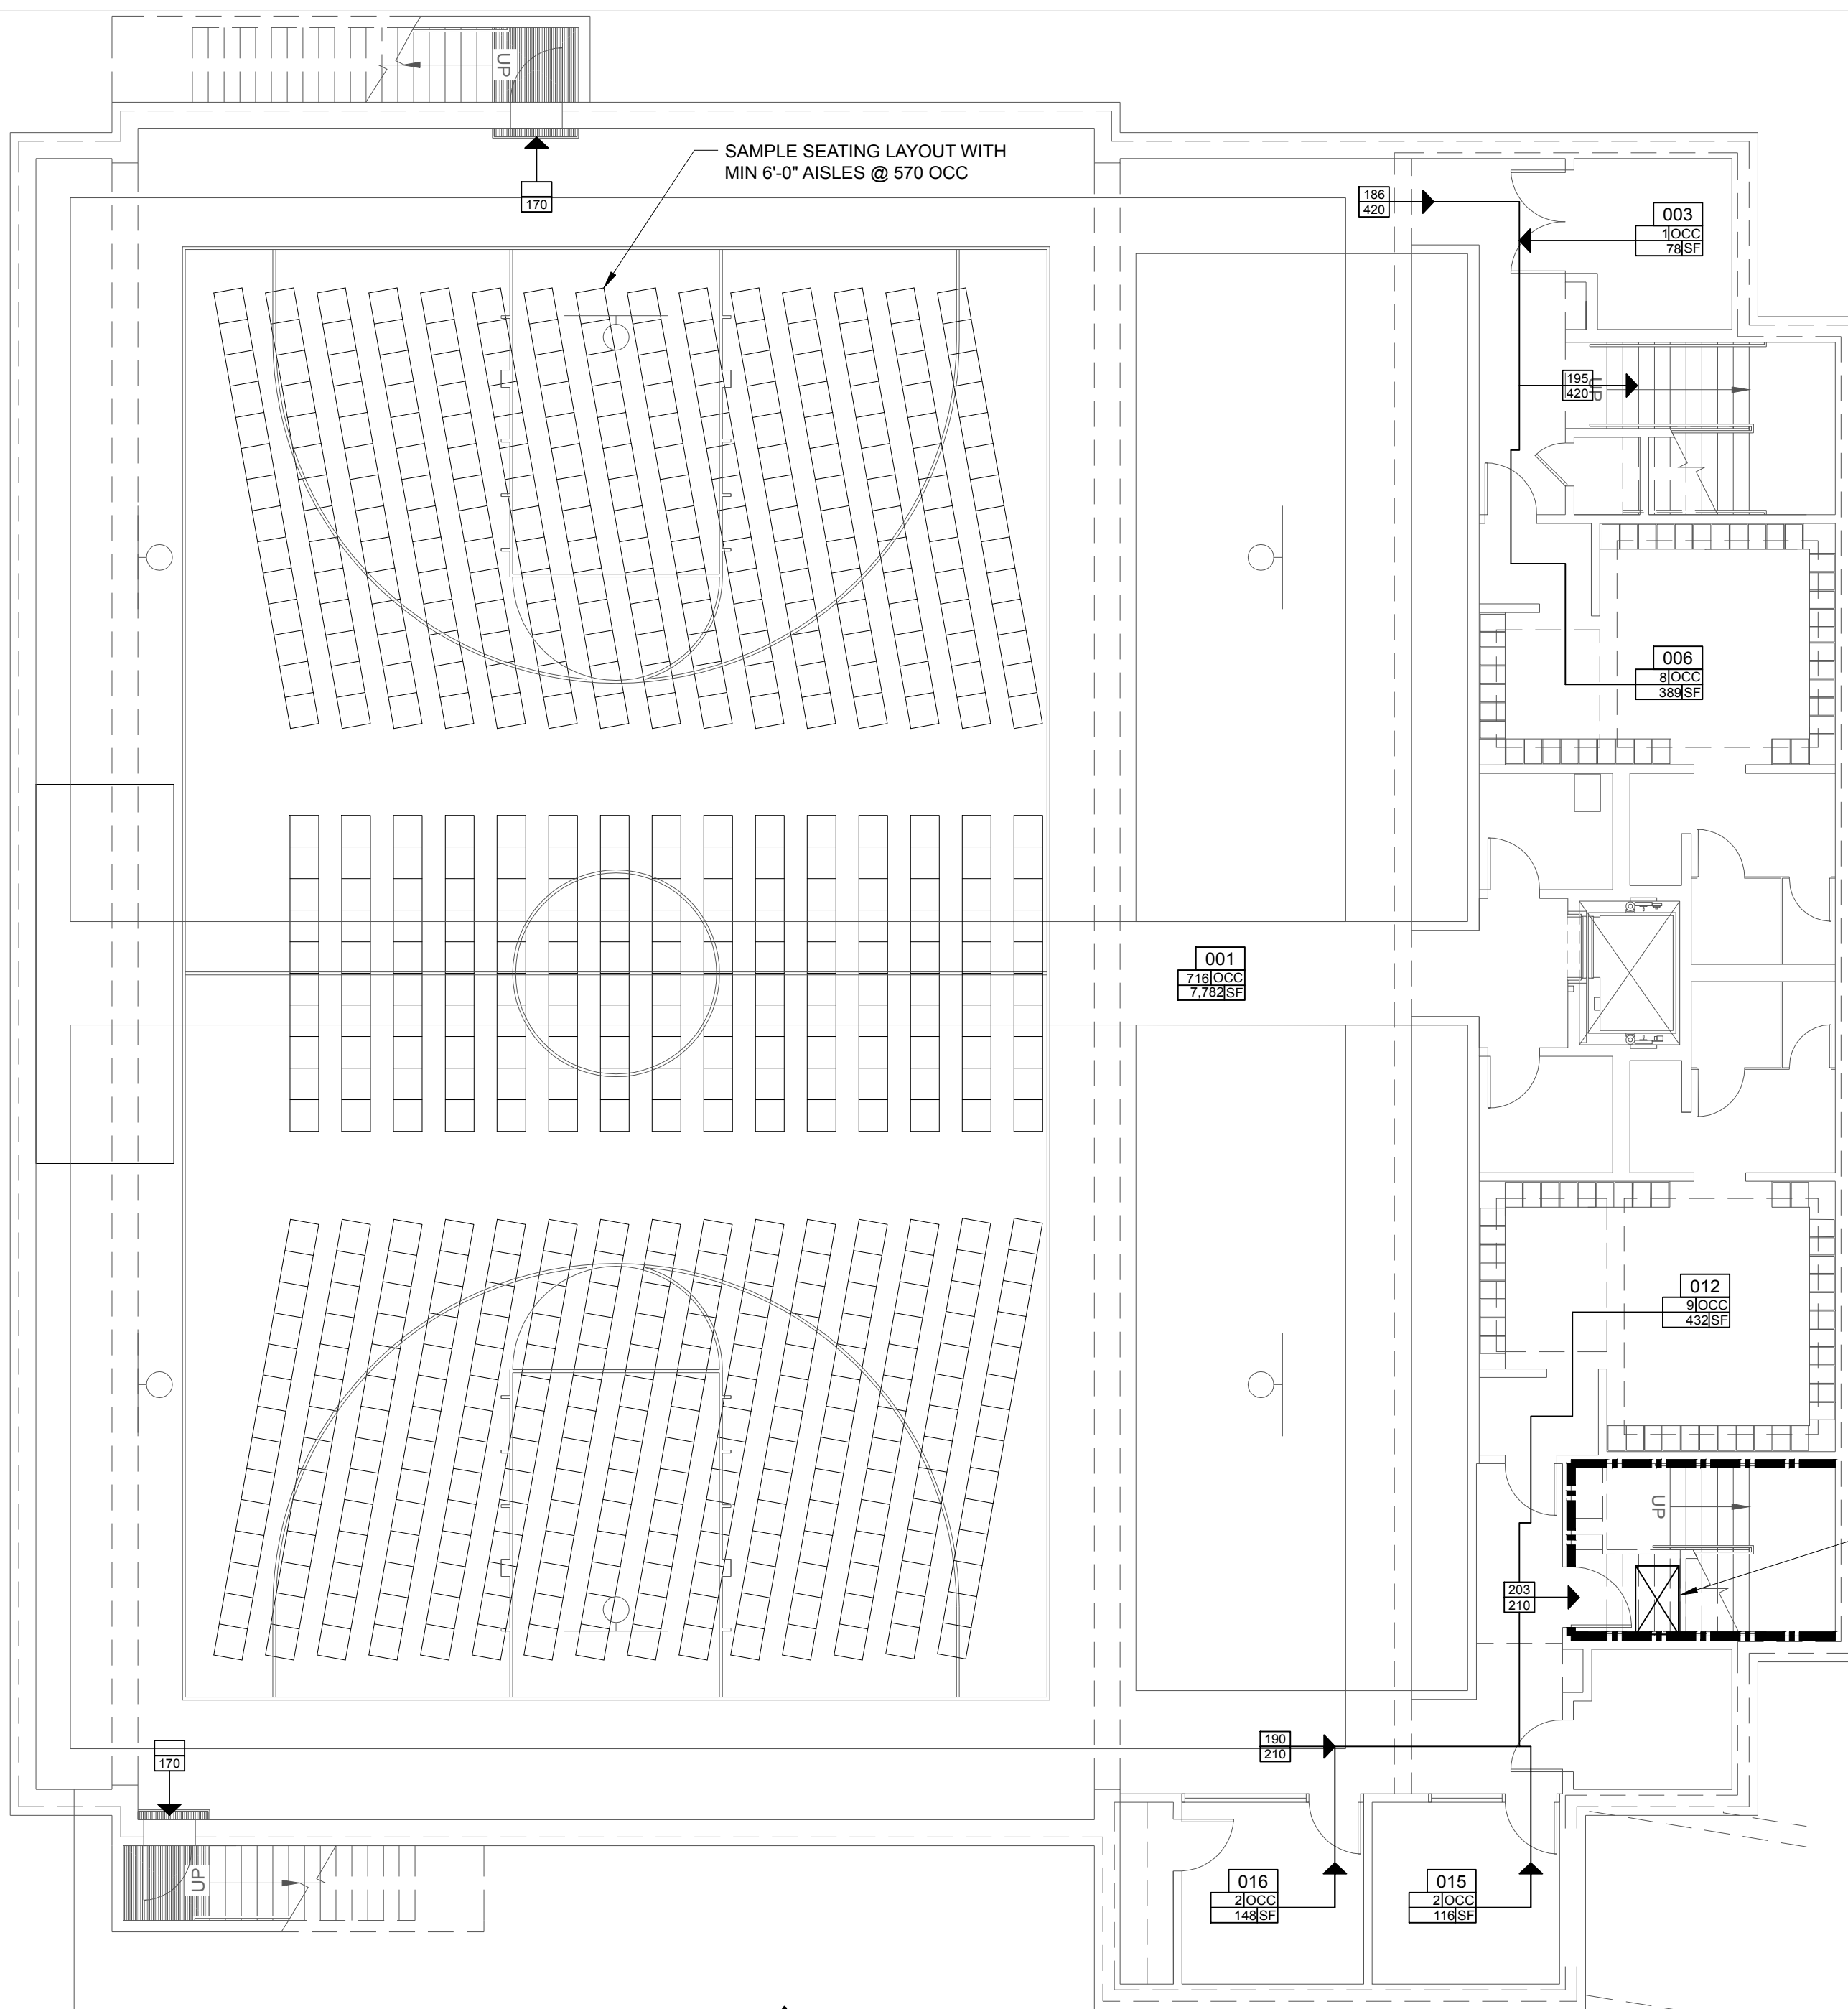 UP
SAMPLE SEATING LAYOUT WITH
MIN 6'-0" AISLES @ 570 OCC
170
186
420
003
1 OCC
78 SF
195
420
UP
006
8 OCC
389 SF
001
716 OCC
7,782 SF
012
9 OCC
432 SF
UP
203
210
190
210
170
UP
016
2 OCC
148 SF
015
2 OCC
116 SF